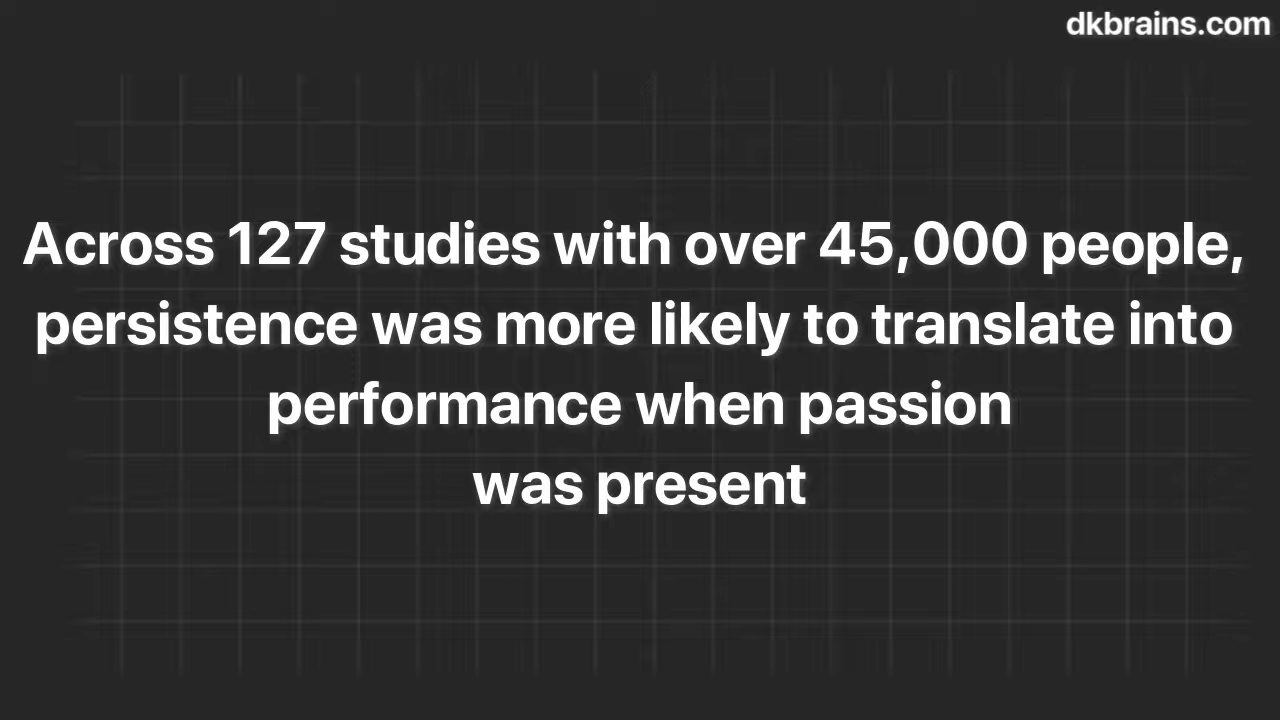 dkbrains.com
Across 127 studies with over 45,000 people,
persistence was more likely to translate into
performance when passion
was present